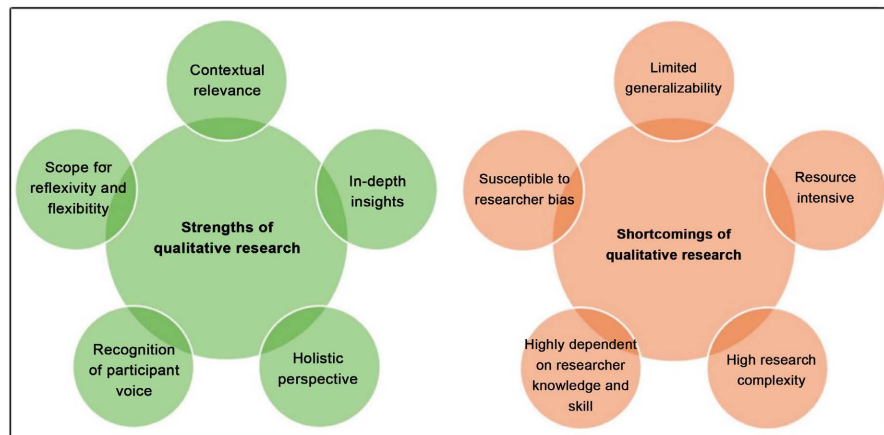 Contextual
relevance
Scope for
reflexivity and
flexibitity
In-depth
insights
Strengths of
qualitative research
Recognition
of participant
voice
Holistic
perspective
Limited
generalizability
Susceptible to
researcher bias
Resource
intensive
Shortcomings of
qualitative research
Highly dependent
on researcher
knowledge and
skill
High research
complexity